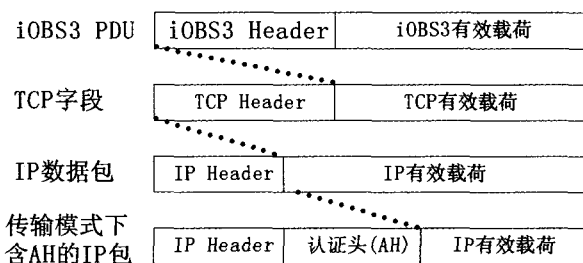 iOBS3 PDU iOBS3 Header iOBS3有效载荷
TCP字段 TCP Header TCP有效载荷
IP数据包 IP Header IP有效载荷
传输模式下
含AH的IP包 IP Header 认证头(AH) IP有效载荷